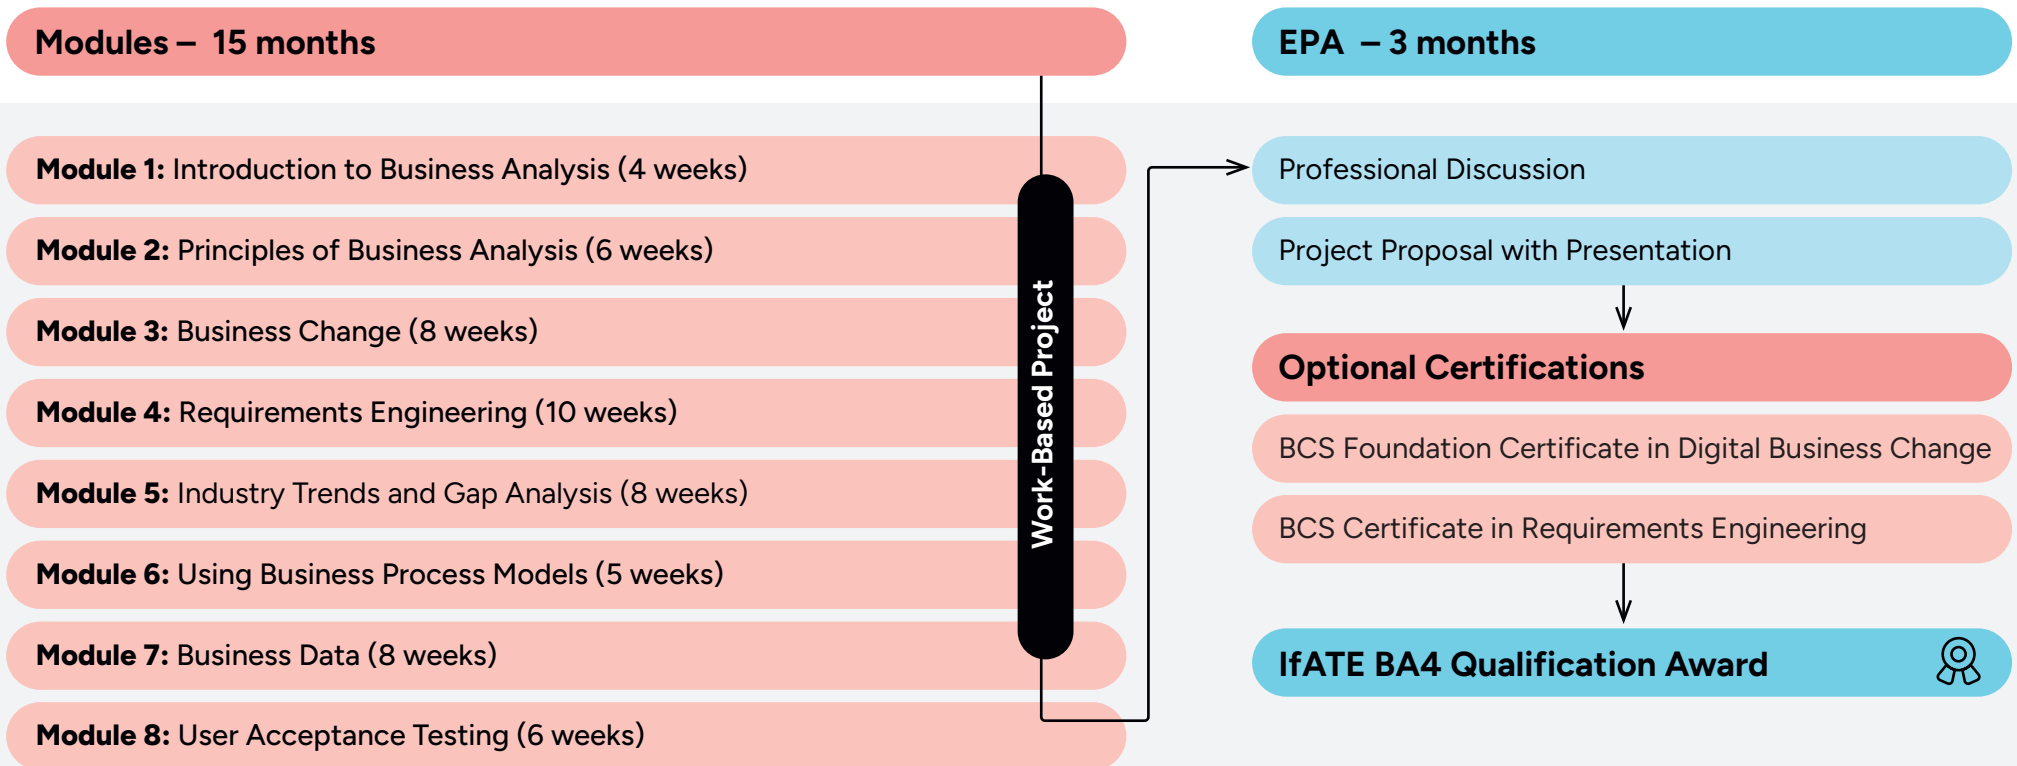 Modules – 15 months
Module 1: Introduction to Business Analysis (4 weeks)
Module 2: Principles of Business Analysis (6 weeks)
Module 3: Business Change (8 weeks)
Module 4: Requirements Engineering (10 weeks)
Module 5: Industry Trends and Gap Analysis (8 weeks)
Module 6: Using Business Process Models (5 weeks)
Module 7: Business Data (8 weeks)
Module 8: User Acceptance Testing (6 weeks)
Work-Based Project
EPA – 3 months
Professional Discussion
Project Proposal with Presentation
Optional Certifications
BCS Foundation Certificate in Digital Business Change
BCS Certificate in Requirements Engineering
IfATE BA4 Qualification Award